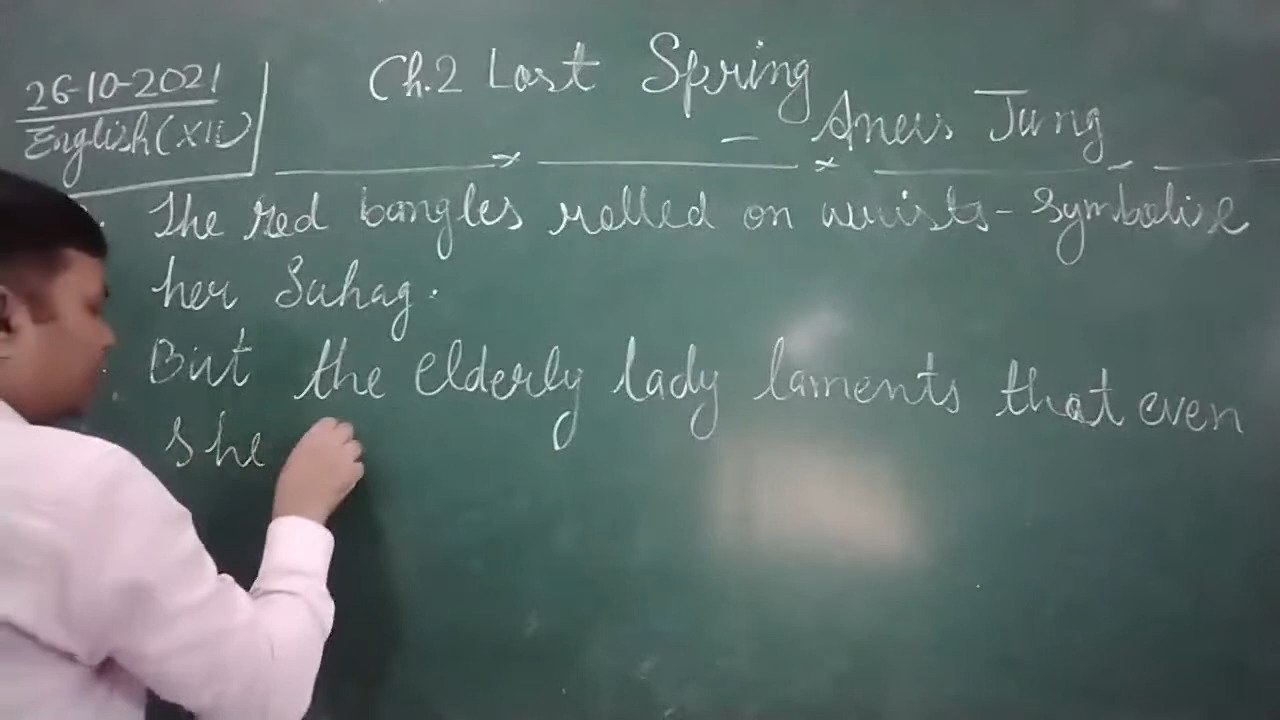 26-10-2021
English (XII)
Ch.2 Lost Spring
- Anees Jung
The red bangles rolled on wrists - Symbolise
her Suhag.
But the elderly lady laments that even
she